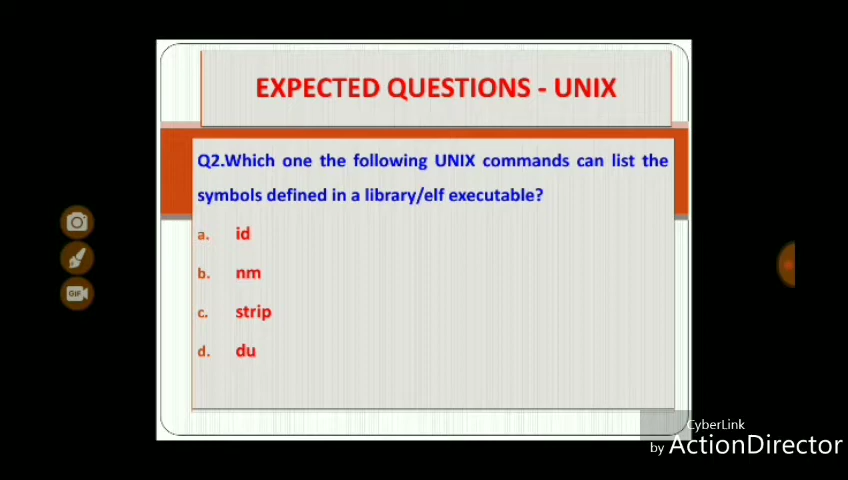 EXPECTED QUESTIONS - UNIX
Q2.Which one the following UNIX commands can list the
symbols defined in a library/elf executable?
a. id
b. nm
c. strip
d. du
GIF
CyberLink
by ActionDirector